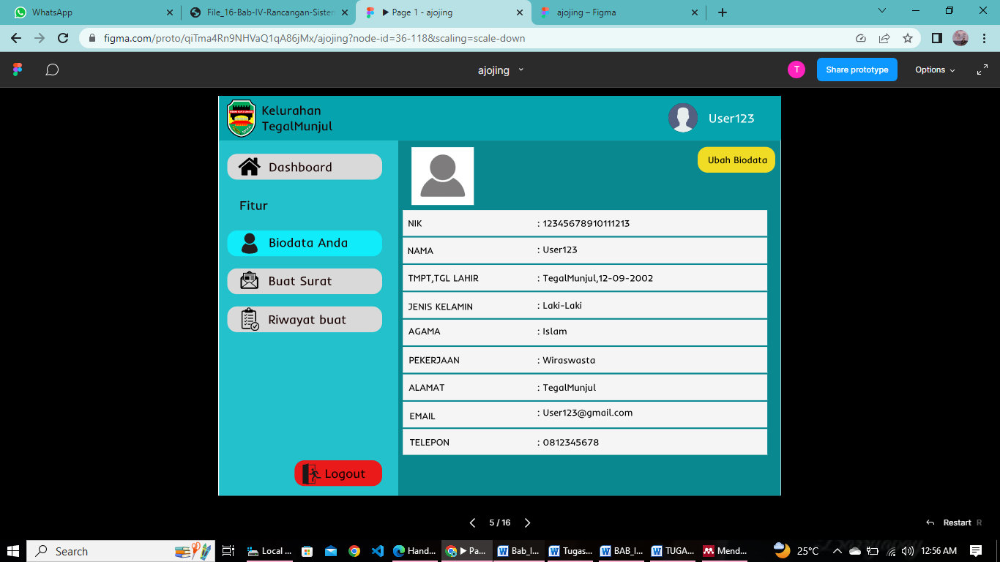 WhatsApp
File_16-Bab-IV-Rancangan-Sistem
Page 1 - ajojing
ajojing – Figma
figma.com/proto/qiTma4Rn9NHVaQ1qA86jMx/ajojing?node-id=36-118&scaling=scale-down
ajojing
T
Share prototype
Options
Kelurahan
TegalMunjul
User123
Dashboard
Fitur
Biodata Anda
Buat Surat
Riwayat buat
Logout
Ubah Biodata
NIK : 12345678910111213
NAMA : User123
TMPT,TGL LAHIR : TegalMunjul,12-09-2002
JENIS KELAMIN : Laki-Laki
AGAMA : Islam
PEKERJAAN : Wiraswasta
ALAMAT : TegalMunjul
EMAIL : User123@gmail.com
TELEPON : 0812345678
5 / 16
Restart R
Search
Local ...
Hand...
Pa...
Bab_I...
Tugas...
BAB_I...
TUGA...
Mend...
25°C
12:56 AM